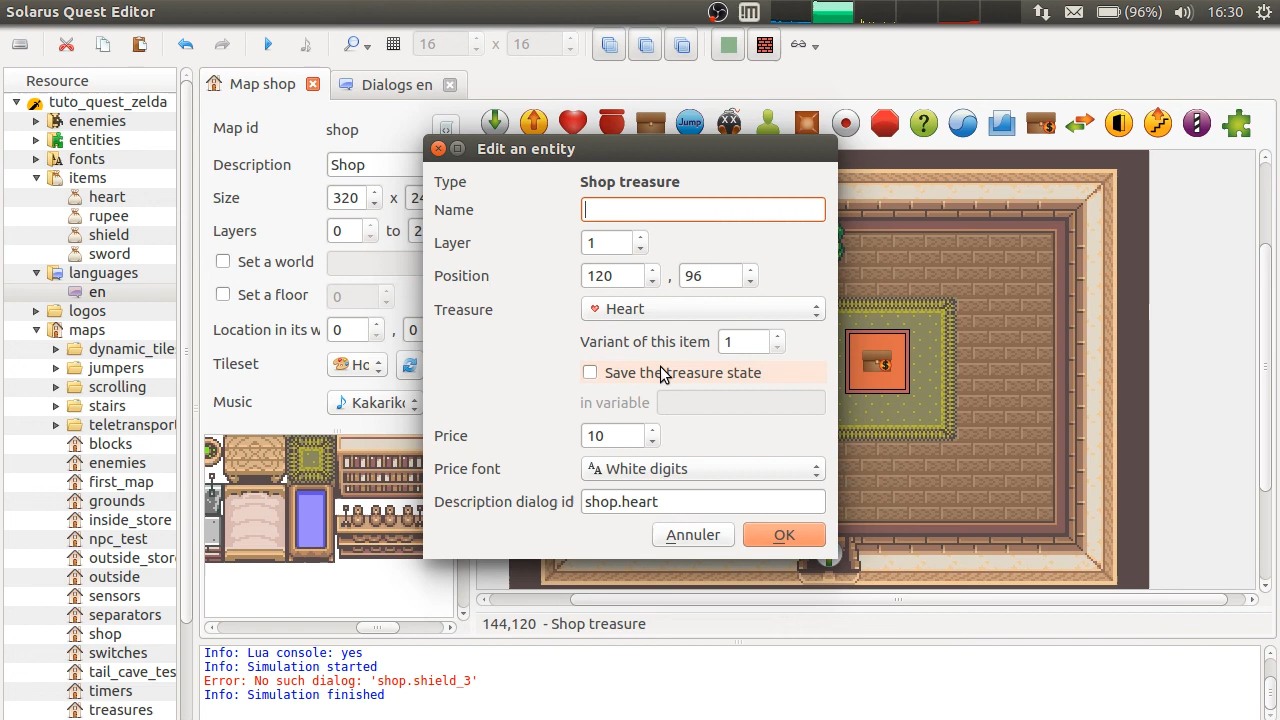 Solarus Quest Editor
(96%)
16:30
16 x 16
Resource
tuto_quest_zelda
enemies
entities
fonts
items
heart
rupee
shield
sword
languages
en
logos
maps
dynamic_tile
jumpers
scrolling
stairs
teletransport
blocks
enemies
first_map
grounds
inside_store
npc_test
outside_stor
outside
sensors
separators
shop
switches
tail_cave_tes
timers
treasures
Map shop
Dialogs en
Map id
shop
Description
Shop
Size
320 x 24
Layers
0 to 2
Set a world
Set a floor
0
Location in its w
0 , 0
Tileset
Ho
Music
Kakarik
Jump
Edit an entity
Type
Shop treasure
Name
Layer
1
Position
120 , 96
Treasure
Heart
Variant of this item 1
Save the treasure state
in variable
Price
10
Price font
White digits
Description dialog id
shop.heart
Annuler
OK
144,120 - Shop treasure
Info: Lua console: yes
Info: Simulation started
Error: No such dialog: 'shop.shield_3'
Info: Simulation finished